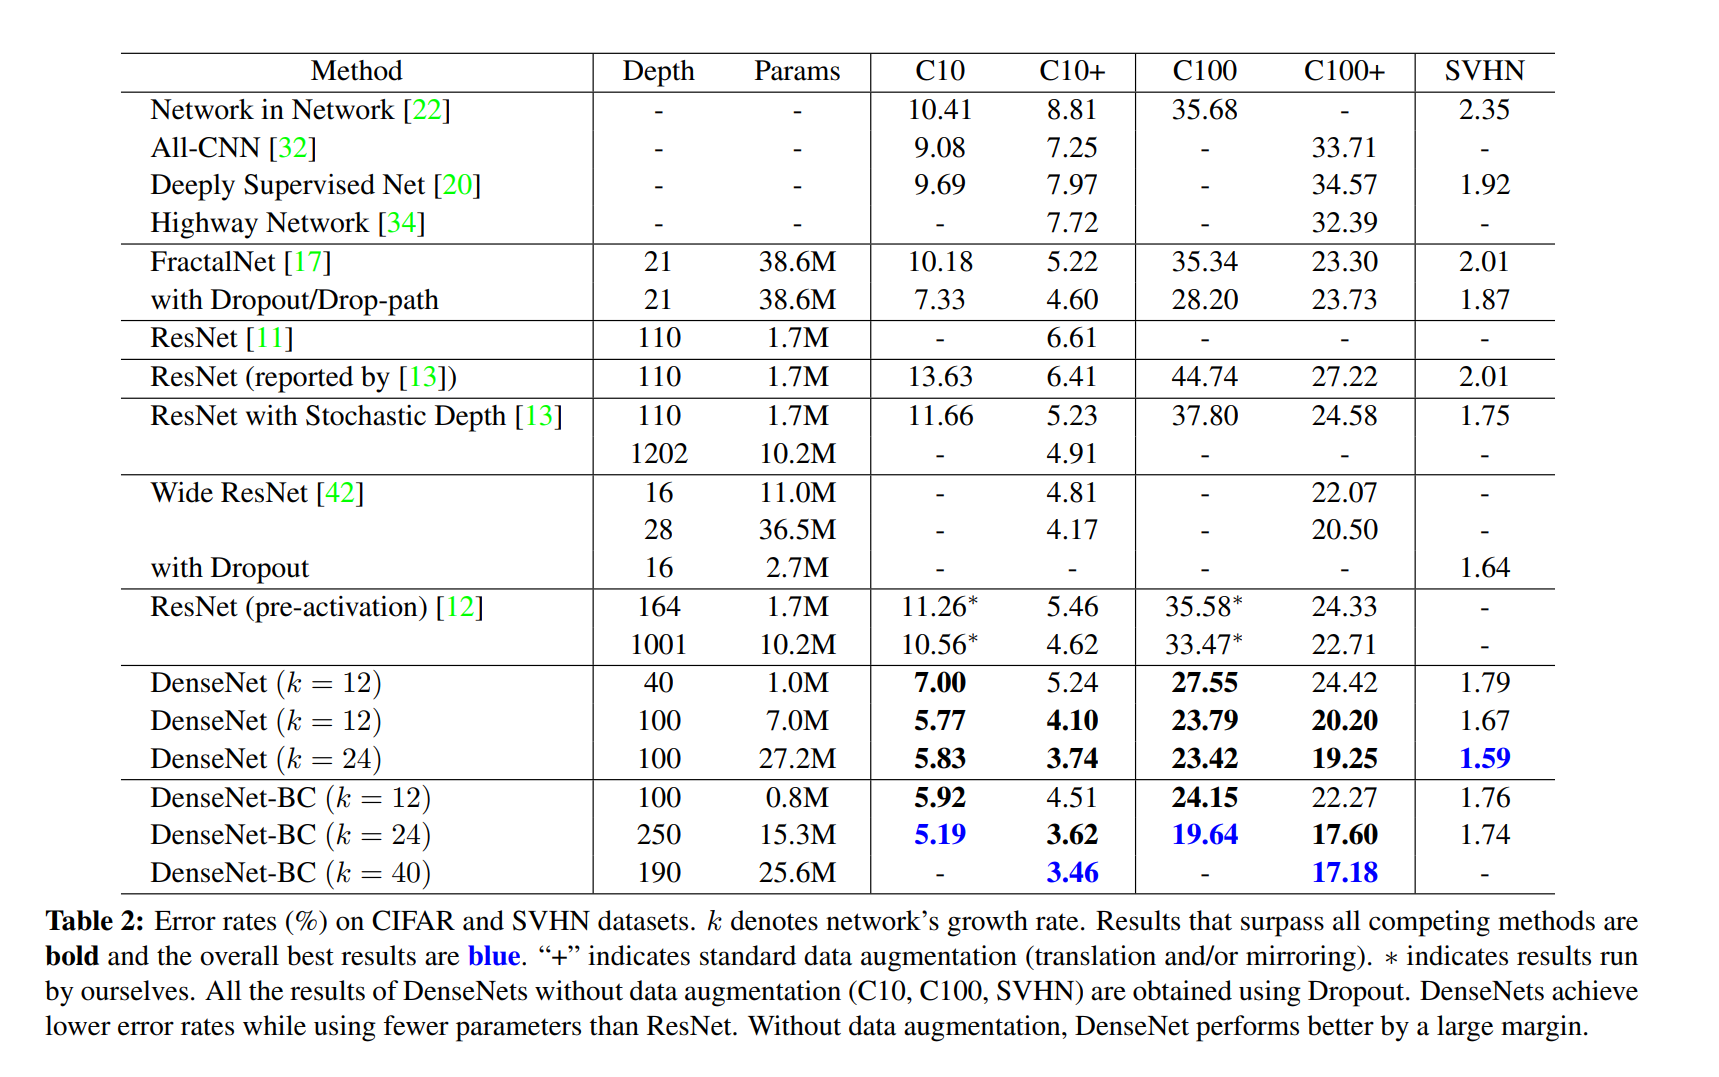 Method Depth Params C10 C10+ C100 C100+ SVHN
Network in Network [22] - - 10.41 8.81 35.68 - 2.35
All-CNN [32] - - 9.08 7.25 - 33.71 -
Deeply Supervised Net [20] - - 9.69 7.97 - 34.57 1.92
Highway Network [34] - - - 7.72 - 32.39 -
FractalNet [17] 21 38.6M 10.18 5.22 35.34 23.30 2.01
with Dropout/Drop-path 21 38.6M 7.33 4.60 28.20 23.73 1.87
ResNet [11] 110 1.7M - 6.61 - - -
ResNet (reported by [13]) 110 1.7M 13.63 6.41 44.74 27.22 2.01
ResNet with Stochastic Depth [13] 110 1.7M 11.66 5.23 37.80 24.58 1.75
1202 10.2M - 4.91 - - -
Wide ResNet [42] 16 11.0M - 4.81 - 22.07 -
28 36.5M - 4.17 - 20.50 -
with Dropout 16 2.7M - - - - 1.64
ResNet (pre-activation) [12] 164 1.7M 11.26* 5.46 35.58* 24.33 -
1001 10.2M 10.56* 4.62 33.47* 22.71 -
DenseNet (k = 12) 40 1.0M 7.00 5.24 27.55 24.42 1.79
DenseNet (k = 12) 100 7.0M 5.77 4.10 23.79 20.20 1.67
DenseNet (k = 24) 100 27.2M 5.83 3.74 23.42 19.25 1.59
DenseNet-BC (k = 12) 100 0.8M 5.92 4.51 24.15 22.27 1.76
DenseNet-BC (k = 24) 250 15.3M 5.19 3.62 19.64 17.60 1.74
DenseNet-BC (k = 40) 190 25.6M - 3.46 - 17.18 -
Table 2: Error rates (%) on CIFAR and SVHN datasets. k denotes network’s growth rate. Results that surpass all competing methods are
bold and the overall best results are blue. “+” indicates standard data augmentation (translation and/or mirroring). * indicates results run
by ourselves. All the results of DenseNets without data augmentation (C10, C100, SVHN) are obtained using Dropout. DenseNets achieve
lower error rates while using fewer parameters than ResNet. Without data augmentation, DenseNet performs better by a large margin.